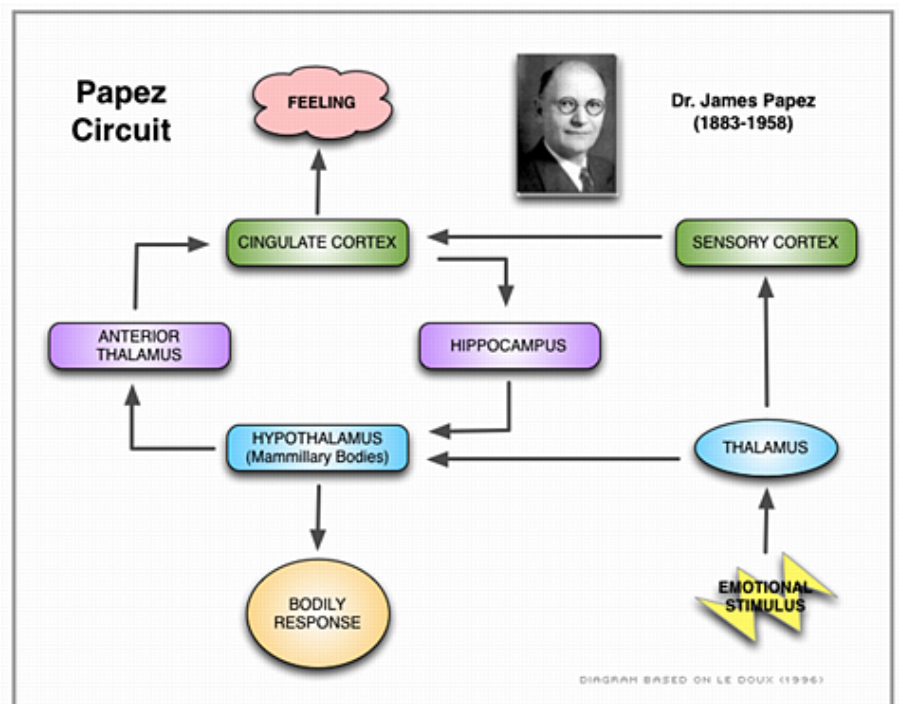 Papez
Circuit
FEELING
Dr. James Papez
(1883-1958)
CINGULATE CORTEX
SENSORY CORTEX
ANTERIOR
THALAMUS
HIPPOCAMPUS
HYPOTHALAMUS
(Mammillary Bodies)
THALAMUS
BODILY
RESPONSE
EMOTIONAL
STIMULUS
DIAGRAM BASED ON LE DOUX (1996)